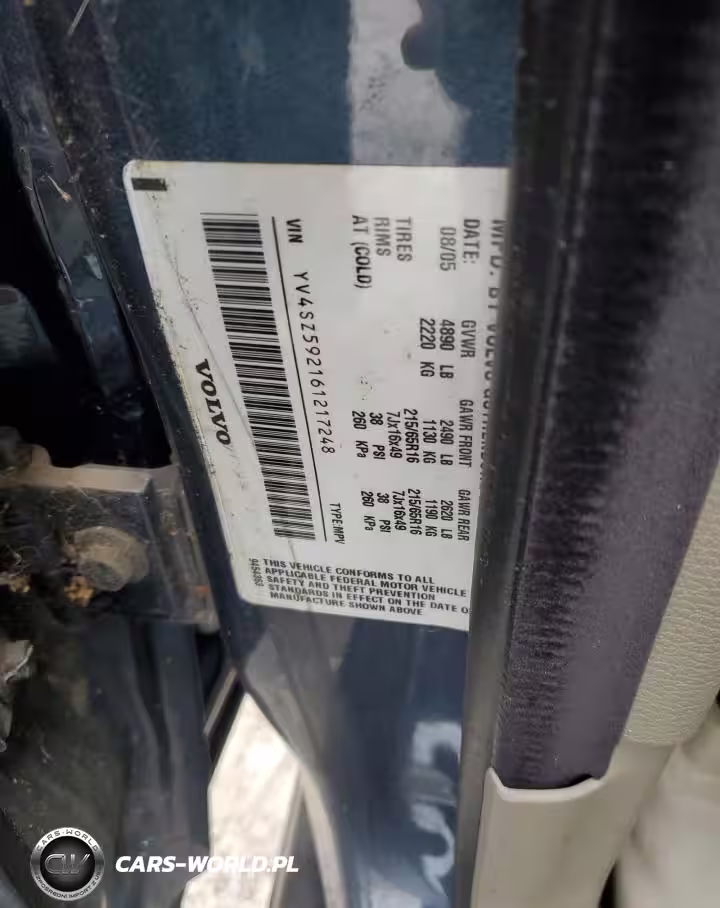 MFD. BY VOLVO
DATE: GVWR GAWR FRONT GAWR REAR
08/05 4890 LB 2490 LB 2620 LB
2220 KG 1130 KG 1190 KG
TIRES 215/65R16 215/65R16
RIMS 7Jx16x49 7Jx16x49
AT (COLD) 38 PSI 38 PSI
260 KPa 260 KPa
VIN YV4SZ592161217248 TYPE:MPV
VOLVO
THIS VEHICLE CONFORMS TO ALL
APPLICABLE FEDERAL MOTOR VEHICLE
SAFETY AND THEFT PREVENTION
STANDARDS IN EFFECT ON THE DATE O
MANUFACTURE SHOWN ABOVE
CARS-WORLD
CW
CARS-WORLD.PL